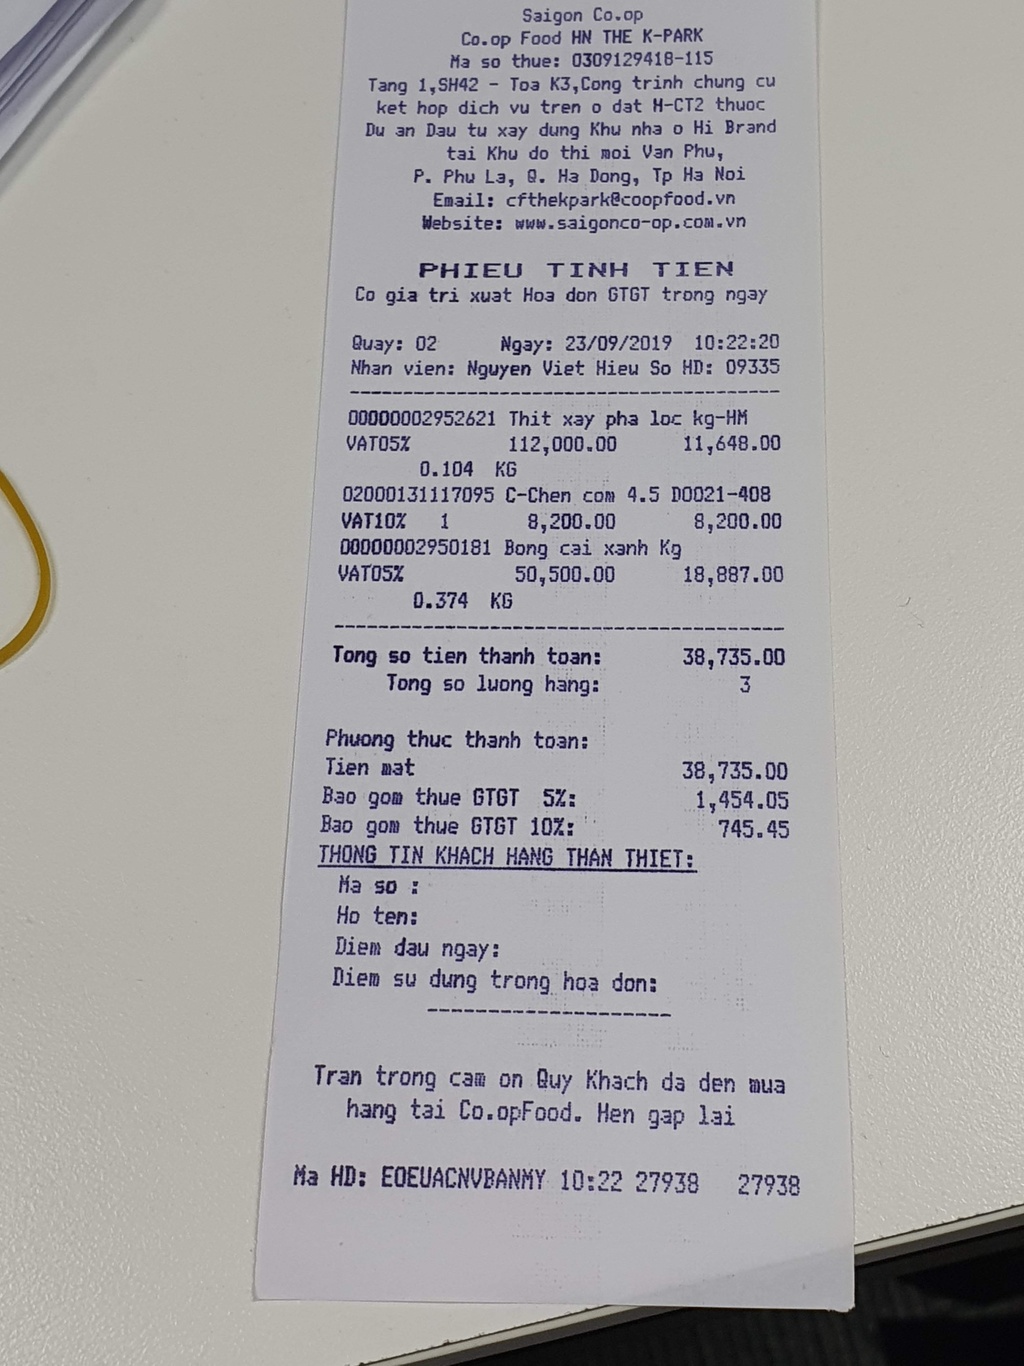 Saigon Co.op
Co.op Food HN THE K-PARK
Ma so thue: 0309129418-115
Tang 1,SH42 - Toa K3,Cong trinh chung cu
ket hop dich vu tren o dat H-CT2 thuoc
Du an Dau tu xay dung Khu nha o Hi Brand
tai Khu do thi moi Van Phu,
P. Phu La, Q. Ha Dong, Tp Ha Noi
Email: cfthekpark@coopfood.vn
Website: www.saigonco-op.com.vn
PHIEU TINH TIEN
Co gia tri xuat Hoa don GTGT trong ngay
Quay: 02 Ngay: 23/09/2019 10:22:20
Nhan vien: Nguyen Viet Hieu So HD: 09335
00000002952621 Thit xay pha loc kg-HM
VAT05% 112,000.00 11,648.00
0.104 KG
02000131117095 C-Chen com 4.5 D0021-408
VAT10% 1 8,200.00 8,200.00
00000002950181 Bong cai xanh Kg
VAT05% 50,500.00 18,887.00
0.374 KG
Tong so tien thanh toan: 38,735.00
Tong so luong hang: 3
Phuong thuc thanh toan:
Tien mat 38,735.00
Bao gom thue GTGT 5%: 1,454.05
Bao gom thue GTGT 10%: 745.45
THONG TIN KHACH HANG THAN THIET:
Ma so :
Ho ten:
Diem dau ngay:
Diem su dung trong hoa don:
Tran trong cam on Quy Khach da den mua
hang tai Co.opFood. Hen gap lai
Ma HD: EOEUACNVBANMY 10:22 27938 27938